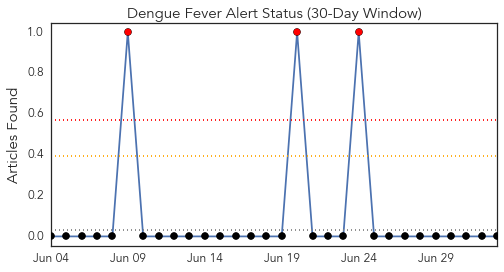 Dengue Fever Alert Status (30-Day Window)
Articles Found
1.0
0.8
0.6
0.4
0.2
0.0
Jun 04 Jun 09 Jun 14 Jun 19 Jun 24 Jun 29